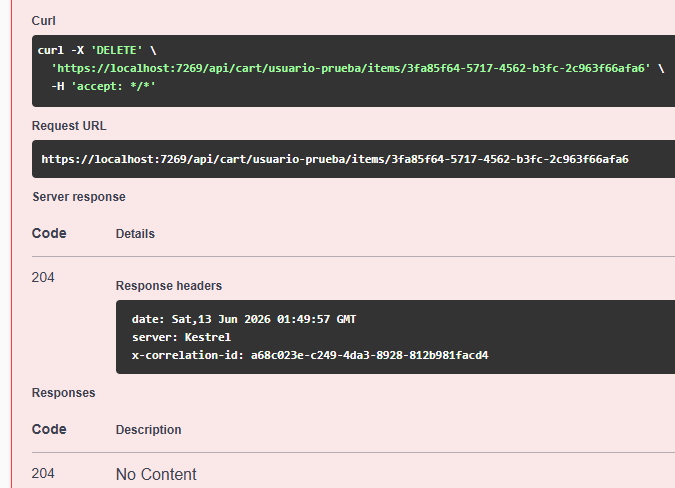 Curl
curl -X 'DELETE' \
'https://localhost:7269/api/cart/usuario-prueba/items/3fa85f64-5717-4562-b3fc-2c963f66afa6' \
-H 'accept: */*'
Request URL
https://localhost:7269/api/cart/usuario-prueba/items/3fa85f64-5717-4562-b3fc-2c963f66afa6
Server response
Code Details
204
Response headers
date: Sat,13 Jun 2026 01:49:57 GMT
server: Kestrel
x-correlation-id: a68c023e-c249-4da3-8928-812b981facd4
Responses
Code Description
204 No Content